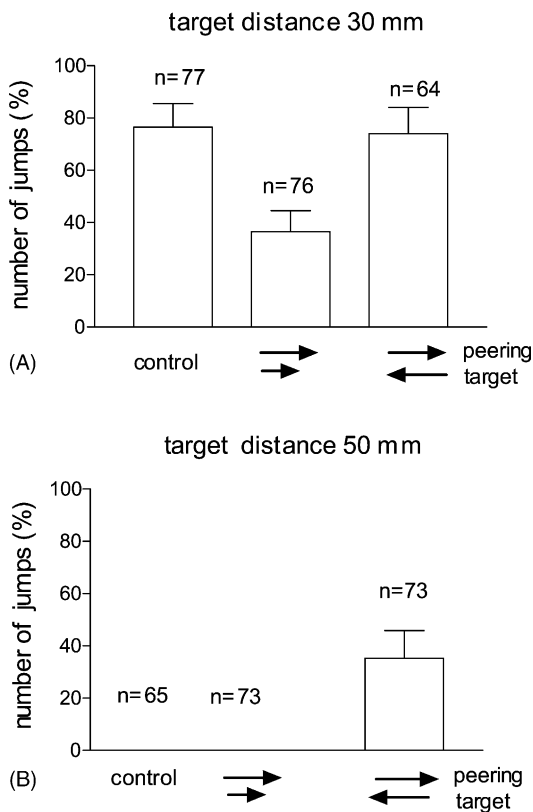 target distance 30 mm
number of jumps (%)
100
80
60
40
20
0
n=77
n=76
n=64
control
peering
target
(A)
target distance 50 mm
number of jumps (%)
100
80
60
40
20
0
n=65
n=73
n=73
control
peering
target
(B)